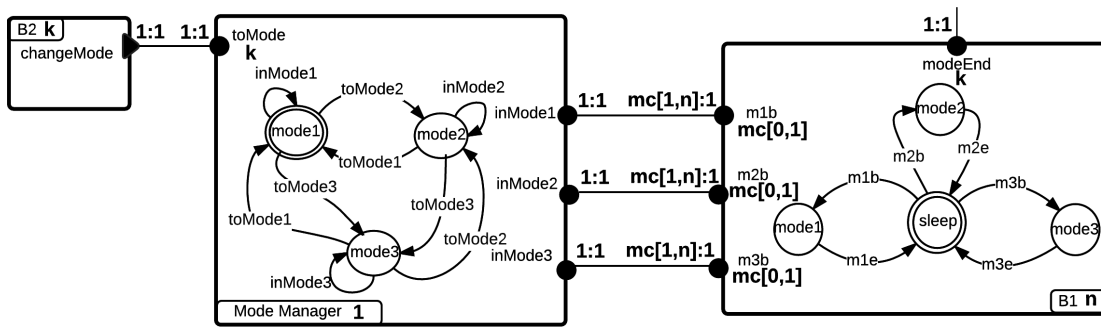 B2 k
changeMode
1:1
1:1
toMode
k
inMode1
toMode2
inMode2
mode1
mode2
toMode1
toMode3
toMode1
toMode3
toMode2
mode3
inMode3
Mode Manager 1
inMode1
1:1
mc[1,n]:1
m1b
mc[0,1]
inMode2
1:1
mc[1,n]:1
m2b
mc[0,1]
inMode3
1:1
mc[1,n]:1
m3b
mc[0,1]
1:1
modeEnd
k
mode2
m2b
m2e
m1b
m3b
mode1
sleep
mode3
m1e
m3e
B1 n